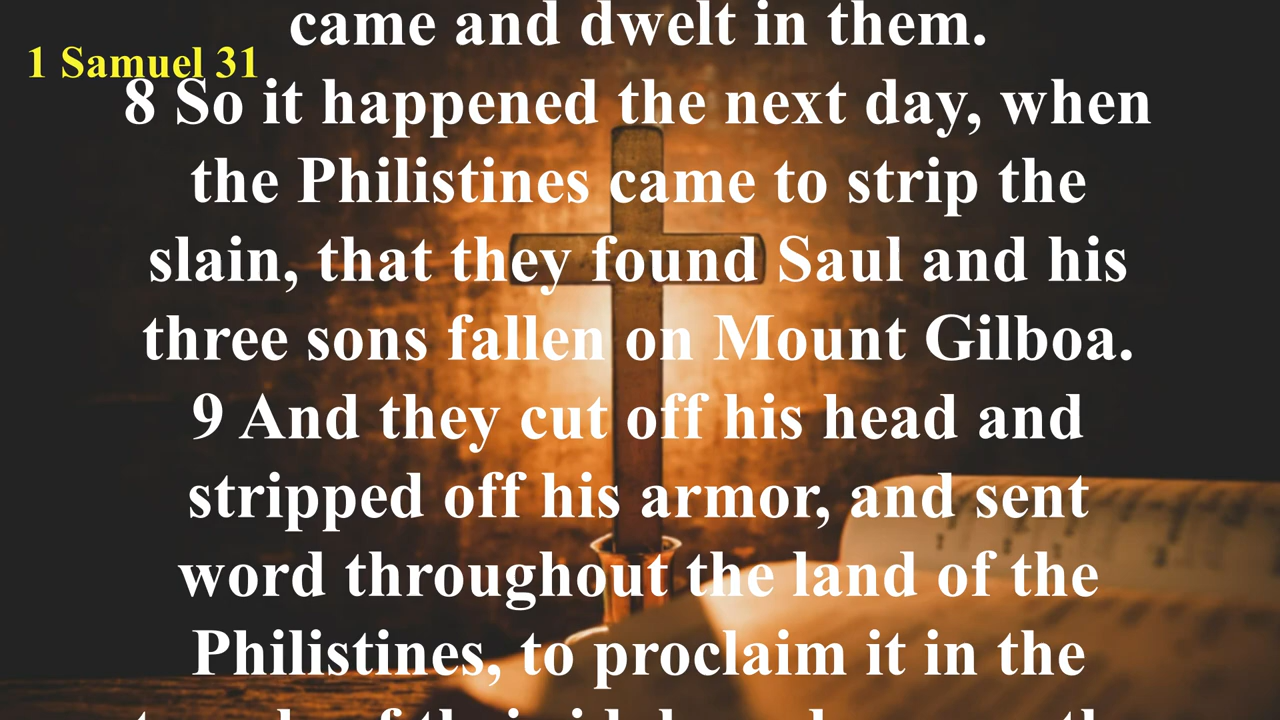 came and dwelt in them.
1 Samuel 31
8 So it happened the next day, when
the Philistines came to strip the
slain, that they found Saul and his
three sons fallen on Mount Gilboa.
9 And they cut off his head and
stripped off his armor, and sent
word throughout the land of the
Philistines, to proclaim it in the